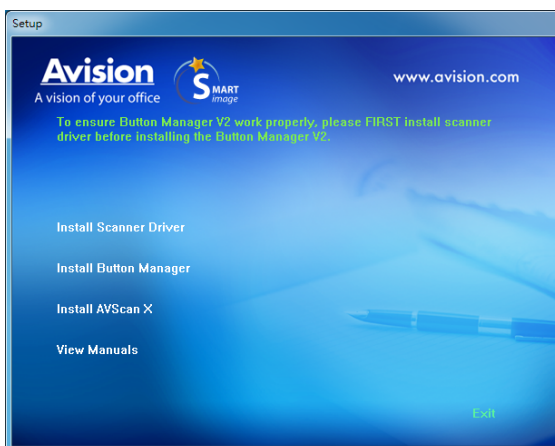 Setup
Avision
A vision of your office
SMART
image
www.avision.com
To ensure Button Manager V2 work properly, please FIRST install scanner
driver before installing the Button Manager V2.
Install Scanner Driver
Install Button Manager
Install AVScan X
View Manuals
Exit